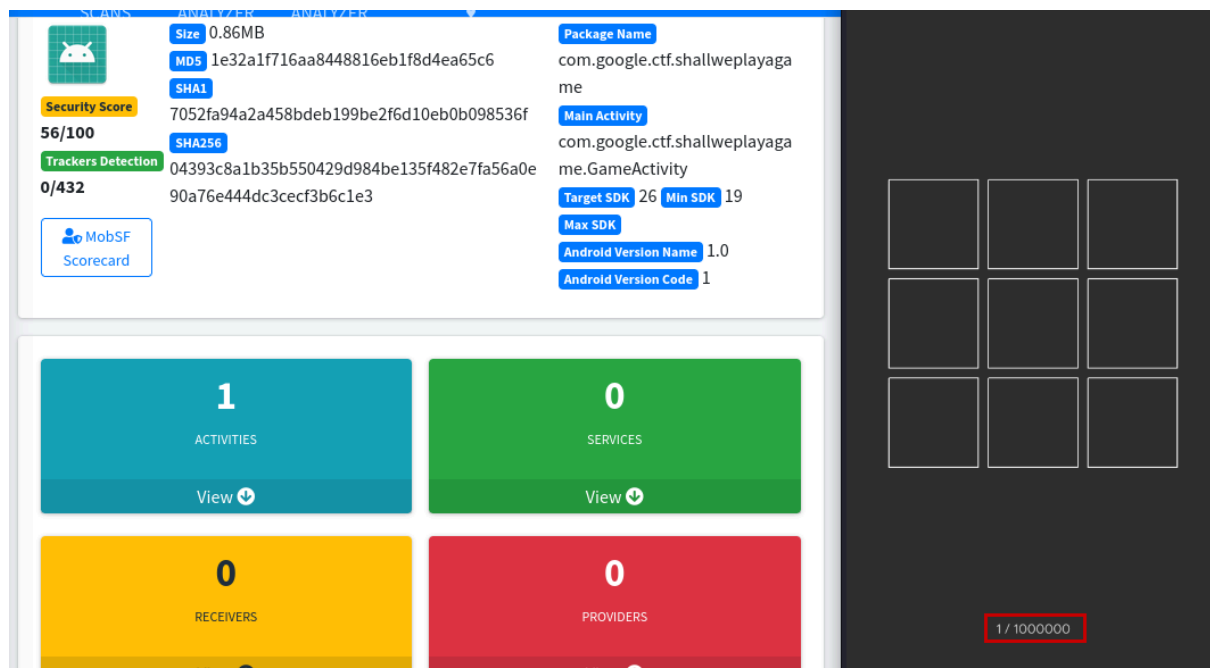 SCANS ANALYZER ANALYZER
Size 0.86MB
MD5 1e32a1f716aa8448816eb1f8d4ea65c6
SHA1
7052fa94a2a458bdeb199be2f6d10eb0b098536f
SHA256
04393c8a1b35b550429d984be135f482e7fa56a0e
90a76e444dc3cecf3b6c1e3
Security Score
56/100
Trackers Detection
0/432
MobSF
Scorecard
Package Name
com.google.ctf.shallweplayaga
me
Main Activity
com.google.ctf.shallweplayaga
me.GameActivity
Target SDK 26 Min SDK 19
Max SDK
Android Version Name 1.0
Android Version Code 1
1
ACTIVITIES
View
0
SERVICES
View
0
RECEIVERS
0
PROVIDERS
1 / 1000000